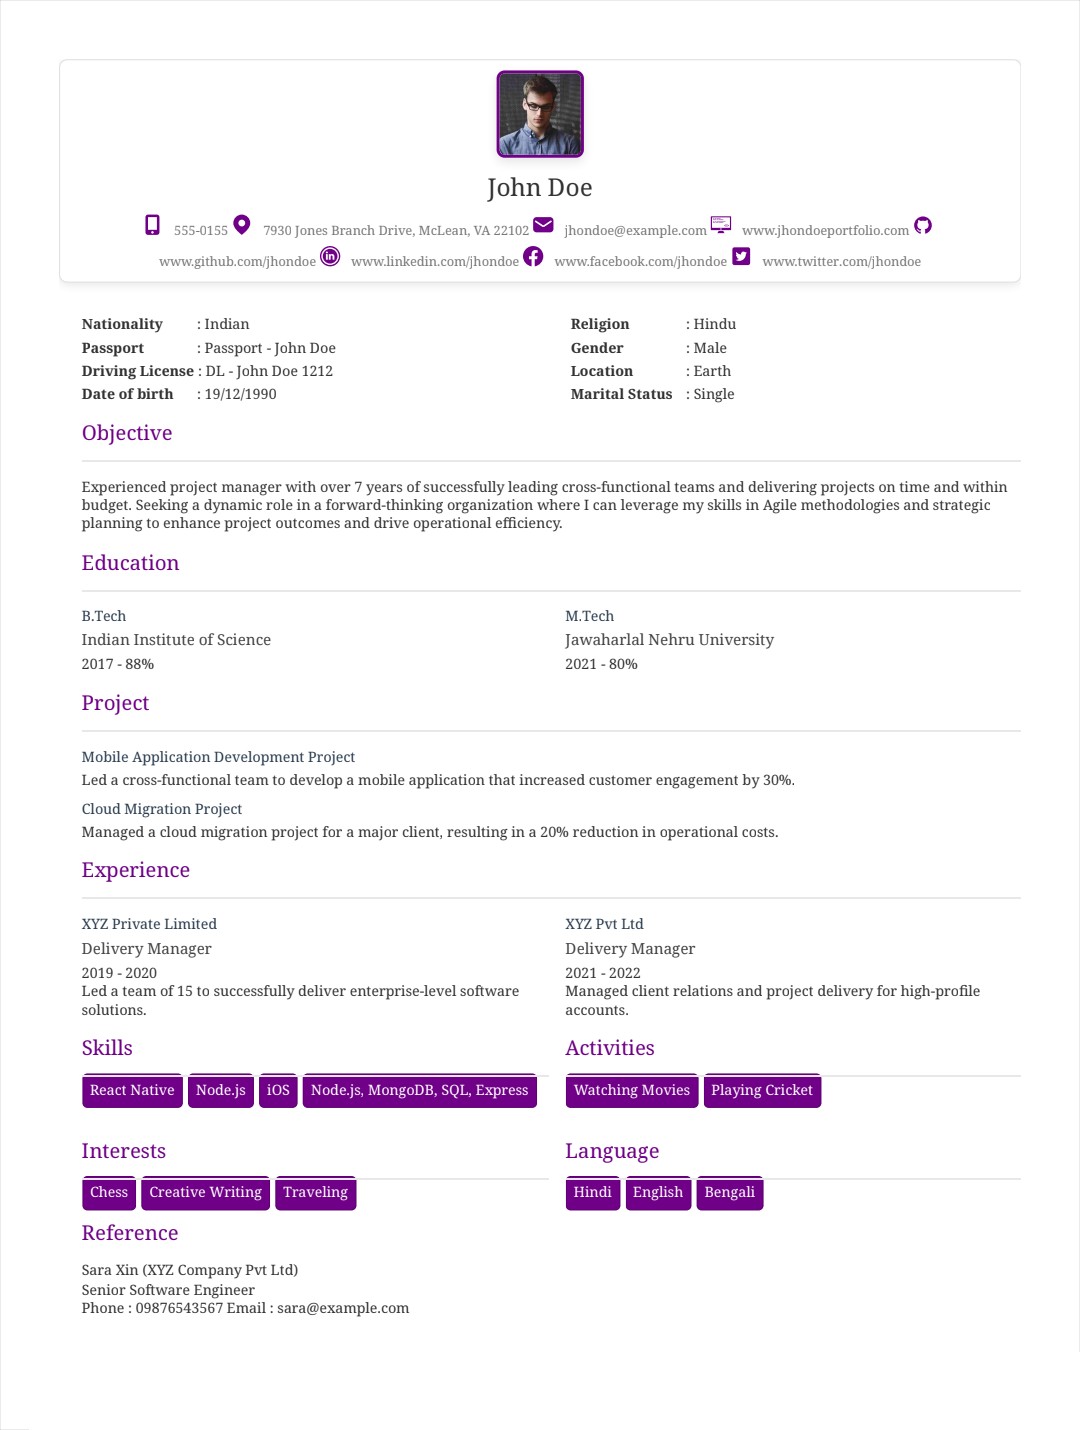 John Doe
555-0155 7930 Jones Branch Drive, McLean, VA 22102 jhondoe@example.com www.jhondoeportfolio.com
www.github.com/jhondoe www.linkedin.com/jhondoe www.facebook.com/jhondoe www.twitter.com/jhondoe
Nationality : Indian Religion : Hindu
Passport : Passport - John Doe Gender : Male
Driving License : DL - John Doe 1212 Location : Earth
Date of birth : 19/12/1990 Marital Status : Single
Objective
Experienced project manager with over 7 years of successfully leading cross-functional teams and delivering projects on time and within
budget. Seeking a dynamic role in a forward-thinking organization where I can leverage my skills in Agile methodologies and strategic
planning to enhance project outcomes and drive operational efficiency.
Education
B.Tech
Indian Institute of Science
2017 - 88%
M.Tech
Jawaharlal Nehru University
2021 - 80%
Project
Mobile Application Development Project
Led a cross-functional team to develop a mobile application that increased customer engagement by 30%.
Cloud Migration Project
Managed a cloud migration project for a major client, resulting in a 20% reduction in operational costs.
Experience
XYZ Private Limited
Delivery Manager
2019 - 2020
Led a team of 15 to successfully deliver enterprise-level software
solutions.
XYZ Pvt Ltd
Delivery Manager
2021 - 2022
Managed client relations and project delivery for high-profile
accounts.
Skills
React Native Node.js iOS Node.js, MongoDB, SQL, Express
Activities
Watching Movies Playing Cricket
Interests
Chess Creative Writing Traveling
Language
Hindi English Bengali
Reference
Sara Xin (XYZ Company Pvt Ltd)
Senior Software Engineer
Phone : 09876543567 Email : sara@example.com